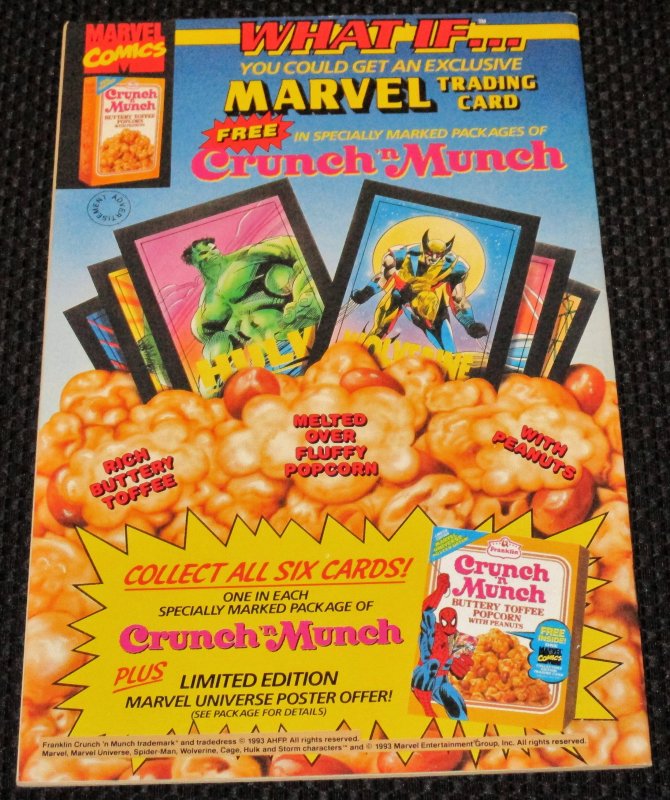 MARVEL
COMICS
Crunch
'n
Munch
BUTTERY TOFFEE
POPCORN
WITH PEANUTS
WHAT IF...™
YOU COULD GET AN EXCLUSIVE
MARVEL TRADING CARD
FREE IN SPECIALLY MARKED PACKAGES OF
Crunch 'n Munch
ADVERTISEMENT
HULK
WOLVERINE
RICH
BUTTERY
TOFFEE
MELTED
OVER
FLUFFY
POPCORN
WITH
PEANUTS
COLLECT ALL SIX CARDS!
ONE IN EACH
SPECIALLY MARKED PACKAGE OF
Crunch 'n Munch
PLUS LIMITED EDITION
MARVEL UNIVERSE POSTER OFFER!
(SEE PACKAGE FOR DETAILS)
Franklin
Crunch
'n
Munch
BUTTERY TOFFEE
POPCORN
WITH PEANUTS
FREE
INSIDE!
MARVEL
COMICS
Franklin Crunch 'n Munch trademark* and tradedress © 1993 AHFP. All rights reserved.
Marvel, Marvel Universe, Spider-Man, Wolverine, Cage, Hulk and Storm characters™ and © 1993 Marvel Entertainment Group, Inc. All rights reserved.